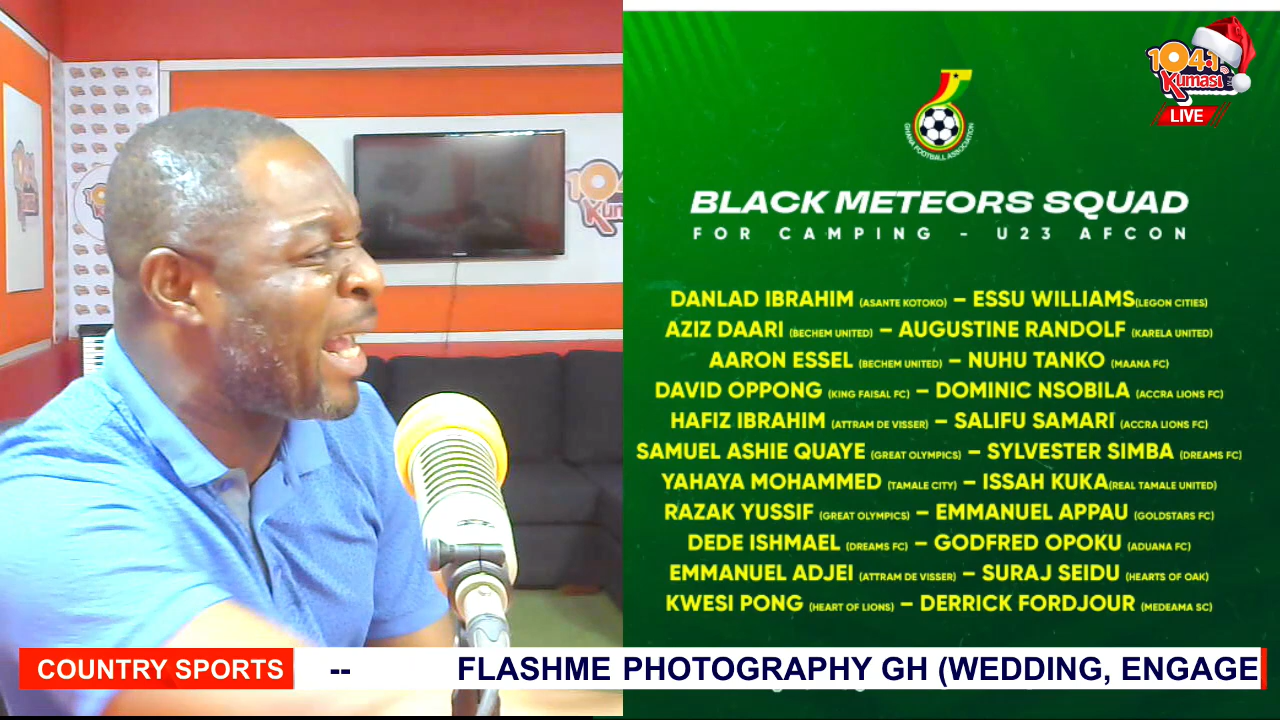 104.1
Kumasi
LIVE
104.1
Kumasi
GHANA FOOTBALL ASSOCIATION
BLACK METEORS SQUAD
FOR CAMPING - U23 AFCON
DANLAD IBRAHIM (ASANTE KOTOKO) – ESSU WILLIAMS(LEGON CITIES)
AZIZ DAARI (BECHEM UNITED) – AUGUSTINE RANDOLF (KARELA UNITED)
AARON ESSEL (BECHEM UNITED) – NUHU TANKO (MAANA FC)
DAVID OPPONG (KING FAISAL FC) – DOMINIC NSOBILA (ACCRA LIONS FC)
HAFIZ IBRAHIM (ATTRAM DE VISSER) – SALIFU SAMARI (ACCRA LIONS FC)
SAMUEL ASHIE QUAYE (GREAT OLYMPICS) – SYLVESTER SIMBA (DREAMS FC)
YAHAYA MOHAMMED (TAMALE CITY) – ISSAH KUKA(REAL TAMALE UNITED)
RAZAK YUSSIF (GREAT OLYMPICS) – EMMANUEL APPAU (GOLDSTARS FC)
DEDE ISHMAEL (DREAMS FC) – GODFRED OPOKU (ADUANA FC)
EMMANUEL ADJEI (ATTRAM DE VISSER) – SURAJ SEIDU (HEARTS OF OAK)
KWESI PONG (HEART OF LIONS) – DERRICK FORDJOUR (MEDEAMA SC)
COUNTRY SPORTS -- FLASHME PHOTOGRAPHY GH (WEDDING, ENGAGE